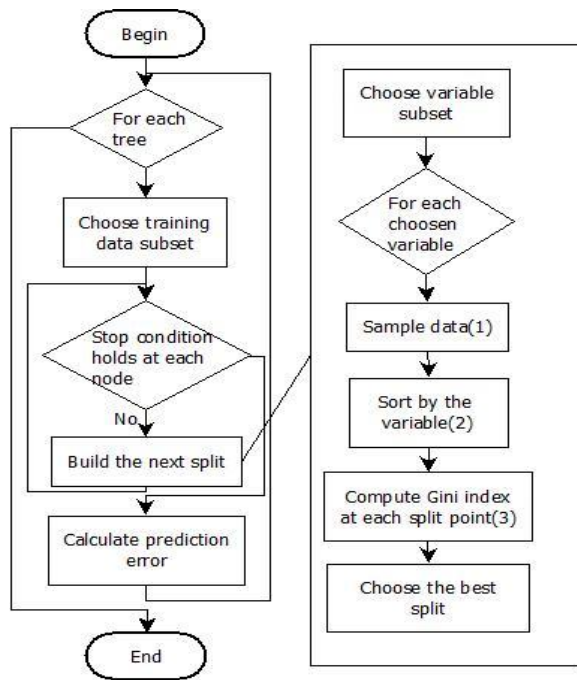 Begin
For each
tree
Choose training
data subset
Stop condition
holds at each
node
No
Build the next split
Calculate prediction
error
End
Choose variable
subset
For each
choosen
variable
Sample data(1)
Sort by the
variable(2)
Compute Gini index
at each split point(3)
Choose the best
split